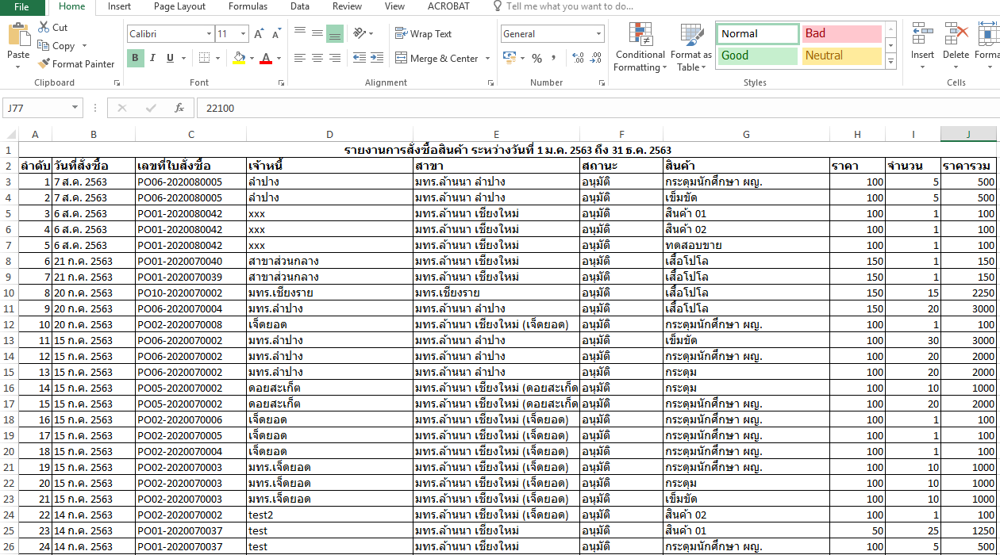 File Home Insert Page Layout Formulas Data Review View ACROBAT Tell me what you want to do...
Cut
Copy
Format Painter
Paste
Clipboard
Calibri 11
B I U
Font
Wrap Text
Merge & Center
Alignment
General
% ,
Number
Conditional Formatting
Format as Table
Normal Bad
Good Neutral
Styles
Insert Delete Forma
Cells
J77 fx 22100
A B C D E F G H I J
1 รายงานการสั่งซื้อสินค้า ระหว่างวันที่ 1 ม.ค. 2563 ถึง 31 ธ.ค. 2563
2 ลำดับ วันที่สั่งซื้อ เลขที่ใบสั่งซื้อ เจ้าหนี้ สาขา สถานะ สินค้า ราคา จำนวน ราคารวม
3 1 7 ส.ค. 2563 PO06-2020080005 ลำปาง มทร.ล้านนา ลำปาง อนุมัติ กระดุมนักศึกษา ผญ. 100 5 500
4 2 7 ส.ค. 2563 PO06-2020080005 ลำปาง มทร.ล้านนา ลำปาง อนุมัติ เข็มขัด 100 5 500
5 3 6 ส.ค. 2563 PO01-2020080042 xxx มทร.ล้านนา เชียงใหม่ อนุมัติ สินค้า 01 100 1 100
6 4 6 ส.ค. 2563 PO01-2020080042 xxx มทร.ล้านนา เชียงใหม่ อนุมัติ สินค้า 02 100 1 100
7 5 6 ส.ค. 2563 PO01-2020080042 xxx มทร.ล้านนา เชียงใหม่ อนุมัติ ทดสอบขาย 100 1 100
8 6 21 ก.ค. 2563 PO01-2020070040 สาขาส่วนกลาง มทร.ล้านนา เชียงใหม่ อนุมัติ เสื้อโปโล 150 1 150
9 7 21 ก.ค. 2563 PO01-2020070039 สาขาส่วนกลาง มทร.ล้านนา เชียงใหม่ อนุมัติ เสื้อโปโล 150 1 150
10 8 20 ก.ค. 2563 PO10-2020070002 มทร.เชียงราย มทร.เชียงราย อนุมัติ เสื้อโปโล 150 15 2250
11 9 20 ก.ค. 2563 PO06-2020070004 มทร.ลำปาง มทร.ล้านนา ลำปาง อนุมัติ เสื้อโปโล 150 20 3000
12 10 20 ก.ค. 2563 PO02-2020070008 เจ็ดยอด มทร.ล้านนา เชียงใหม่ (เจ็ดยอด) อนุมัติ กระดุมนักศึกษา ผญ. 100 1 100
13 11 15 ก.ค. 2563 PO06-2020070002 มทร.ลำปาง มทร.ล้านนา ลำปาง อนุมัติ เข็มขัด 100 30 3000
14 12 15 ก.ค. 2563 PO06-2020070002 มทร.ลำปาง มทร.ล้านนา ลำปาง อนุมัติ กระดุมนักศึกษา ผญ. 100 20 2000
15 13 15 ก.ค. 2563 PO06-2020070002 มทร.ลำปาง มทร.ล้านนา ลำปาง อนุมัติ กระดุม 100 20 2000
16 14 15 ก.ค. 2563 PO05-2020070002 ดอยสะเก็ต มทร.ล้านนา เชียงใหม่ (ดอยสะเก็ด อนุมัติ กระดุม 100 10 1000
17 15 15 ก.ค. 2563 PO05-2020070002 ดอยสะเก็ต มทร.ล้านนา เชียงใหม่ (ดอยสะเก็ด อนุมัติ กระดุมนักศึกษา ผญ. 100 20 2000
18 16 15 ก.ค. 2563 PO02-2020070006 เจ็ดยอด มทร.ล้านนา เชียงใหม่ (เจ็ดยอด) อนุมัติ กระดุมนักศึกษา ผญ. 100 1 100
19 17 15 ก.ค. 2563 PO02-2020070005 เจ็ดยอด มทร.ล้านนา เชียงใหม่ (เจ็ดยอด) อนุมัติ กระดุมนักศึกษา ผญ. 100 1 100
20 18 15 ก.ค. 2563 PO02-2020070004 เจ็ดยอด มทร.ล้านนา เชียงใหม่ (เจ็ดยอด) อนุมัติ กระดุมนักศึกษา ผญ. 100 1 100
21 19 15 ก.ค. 2563 PO02-2020070003 มทร.เจ็ดยอด มทร.ล้านนา เชียงใหม่ (เจ็ดยอด) อนุมัติ กระดุมนักศึกษา ผญ. 100 10 1000
22 20 15 ก.ค. 2563 PO02-2020070003 มทร.เจ็ดยอด มทร.ล้านนา เชียงใหม่ (เจ็ดยอด) อนุมัติ กระดุม 100 10 1000
23 21 15 ก.ค. 2563 PO02-2020070003 มทร.เจ็ดยอด มทร.ล้านนา เชียงใหม่ (เจ็ดยอด) อนุมัติ เข็มขัด 100 10 1000
24 22 14 ก.ค. 2563 PO02-2020070002 test2 มทร.ล้านนา เชียงใหม่ (เจ็ดยอด) อนุมัติ สินค้า 02 100 1 100
25 23 14 ก.ค. 2563 PO01-2020070037 test มทร.ล้านนา เชียงใหม่ อนุมัติ สินค้า 01 50 25 1250
26 24 14 ก.ค. 2563 PO01-2020070037 test มทร.ล้านนา เชียงใหม่ อนุมัติ กระดุมนักศึกษา ผญ. 100 5 500